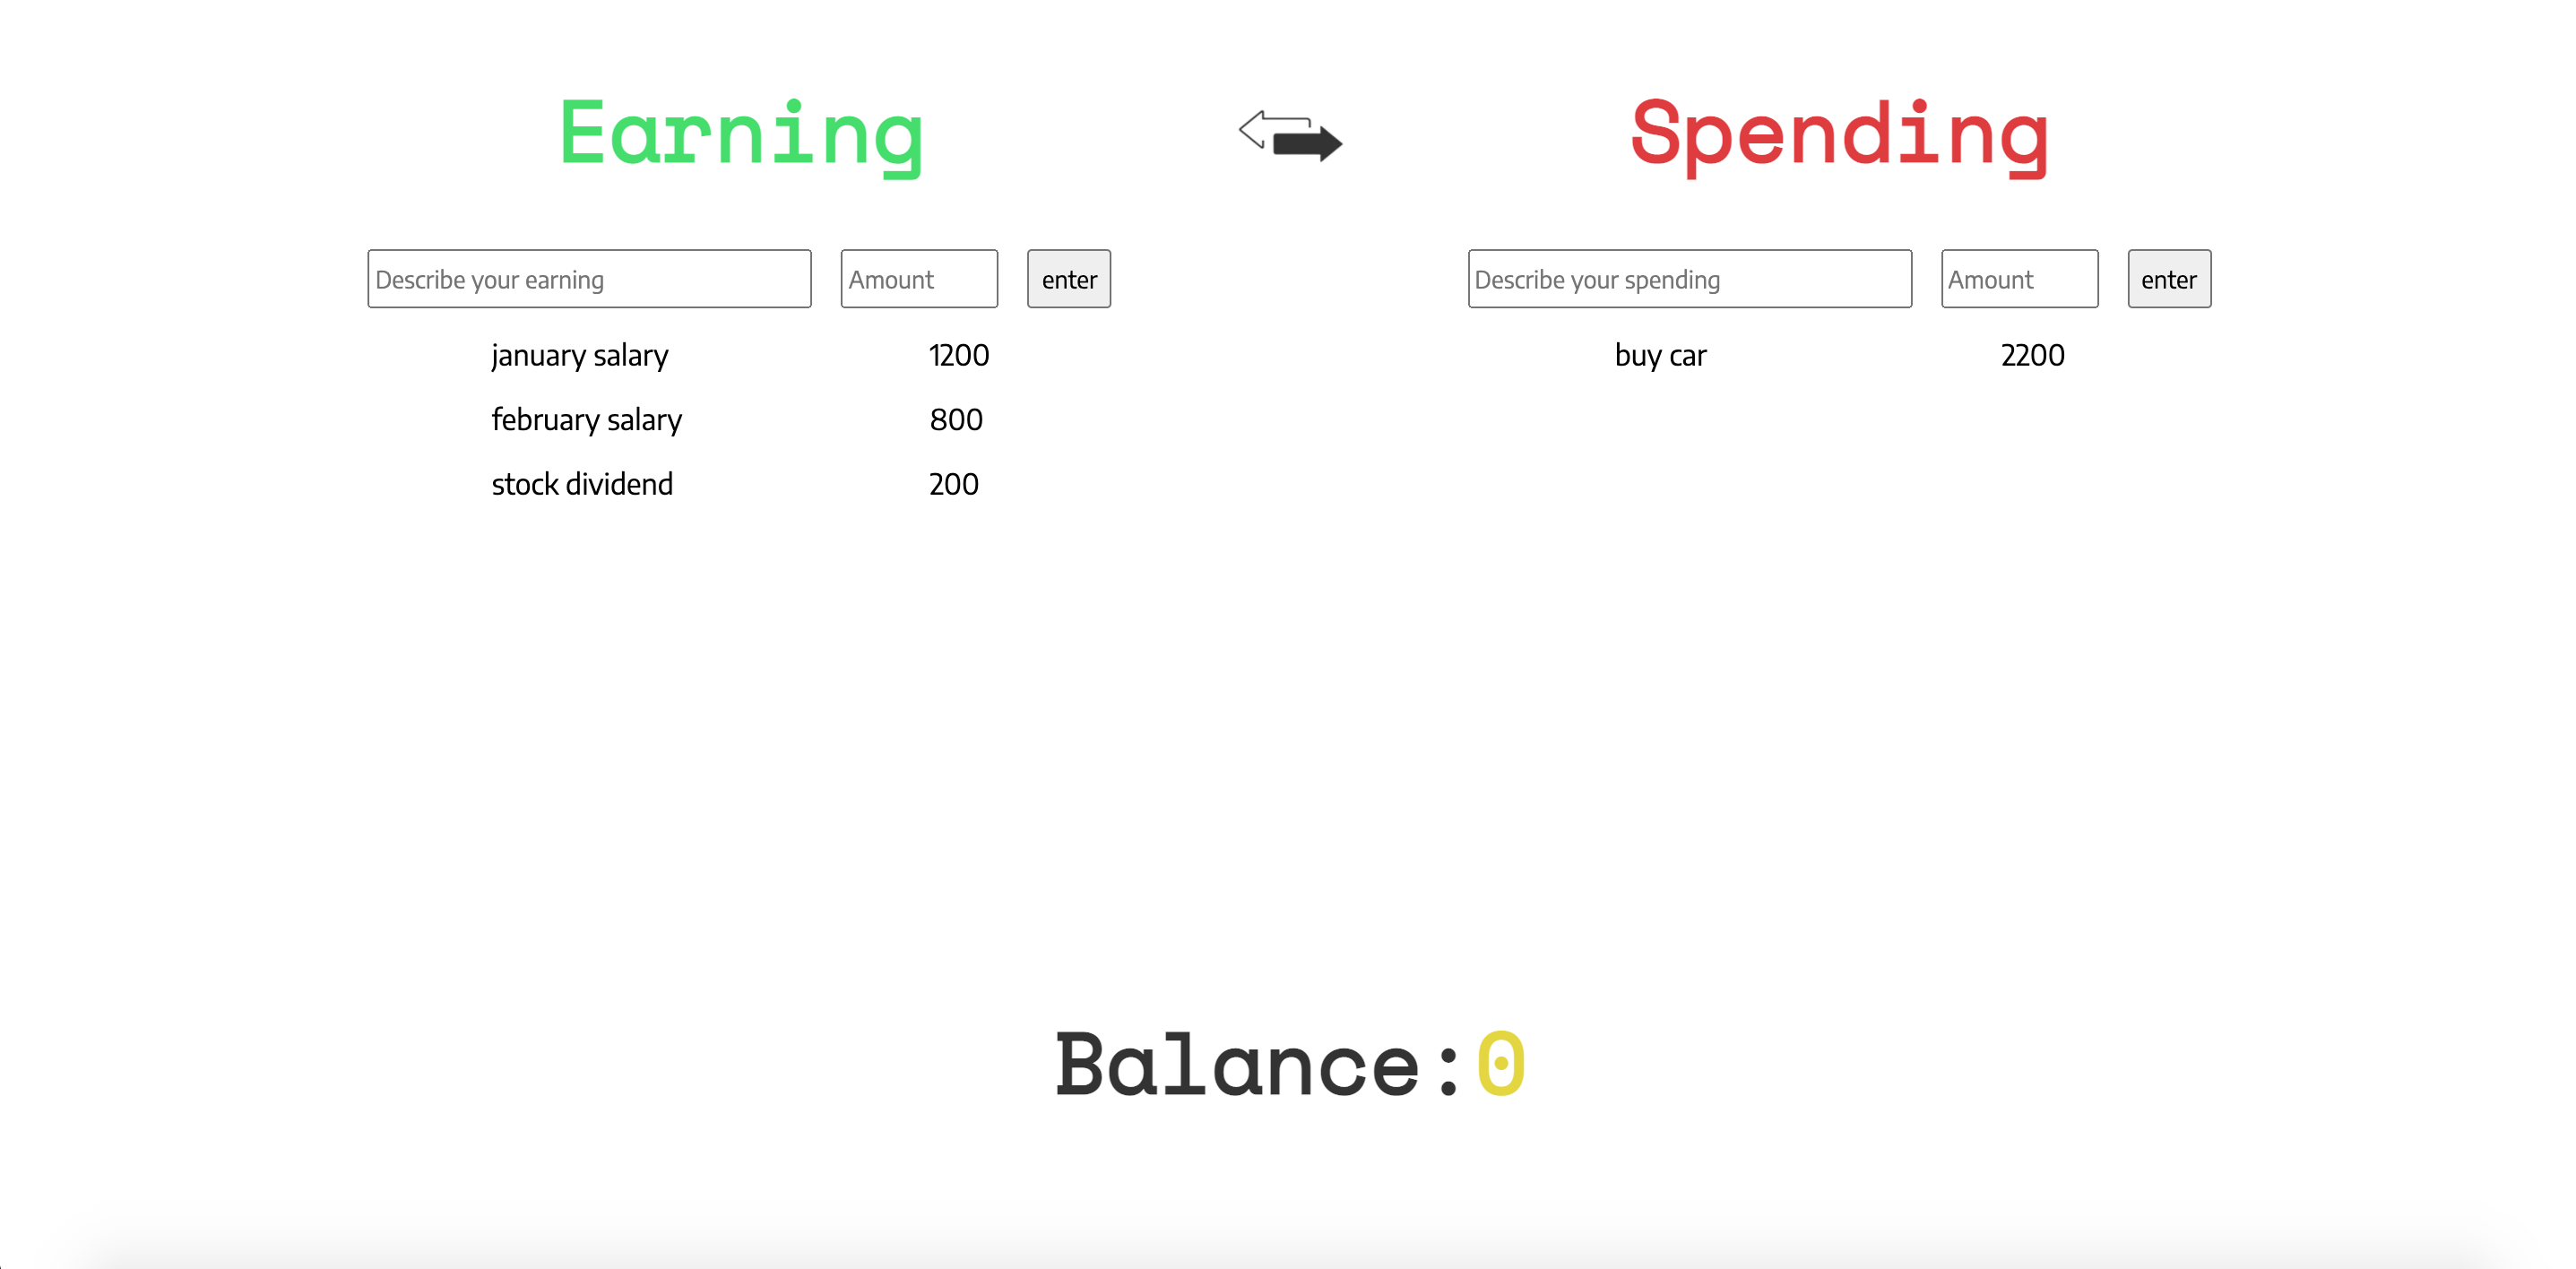 Earning
Spending
Describe your earning Amount enter
Describe your spending Amount enter
january salary 1200
buy car 2200
february salary 800
stock dividend 200
Balance:0